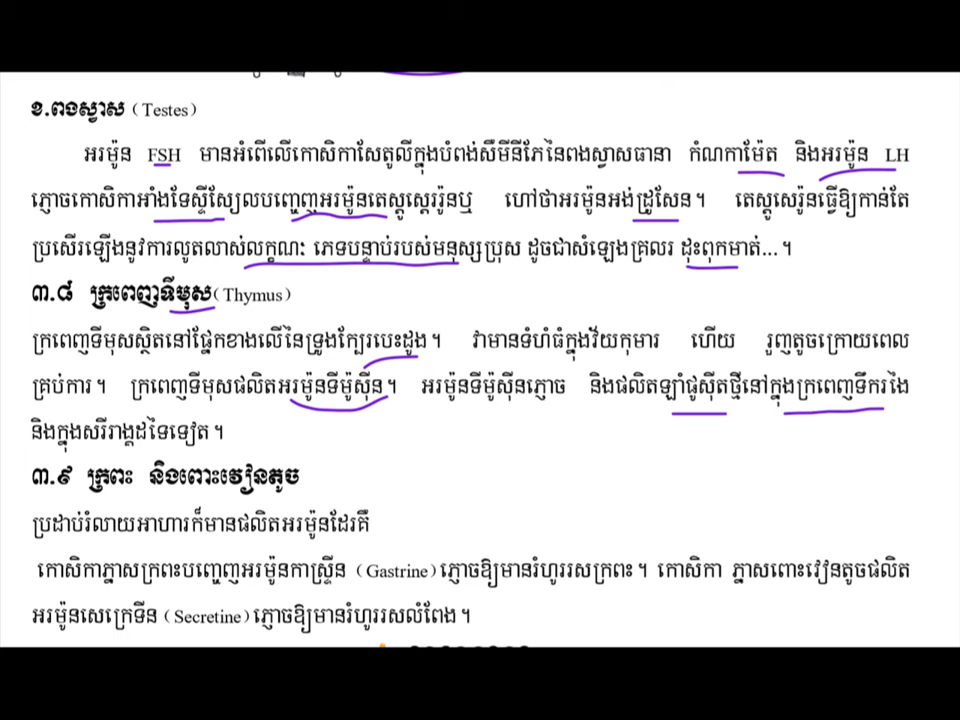 ខ.ពងស្វាស (Testes)
អរម៉ូន FSH មានអំពើលើកោសិកាសែតូលីក្នុងបំពង់សឺមីនីភែនៃពងស្វាសធានា កំណកាម៉ែត និងអរម៉ូន LH
ភ្ញោចកោសិកាអាំងទែស្ទីស្យែលបញ្ចេញអរម៉ូនតេស្តូស្តេររ៉ូនឬ ហៅថាអរម៉ូនអង់ដ្រូសែន។ តេស្តូសេរ៉ូនធ្វើឱ្យកាន់តែ
ប្រសើរឡើងនូវការលូតលាស់លក្ខណៈ ភេទបន្ទាប់របស់មនុស្សប្រុស ដូចជាសំឡេងគ្រលរ ដុះពុកមាត់...។
៣.៨ ក្រពេញទីមុស(Thymus)
ក្រពេញទីមុសស្ថិតនៅផ្នែកខាងលើនៃទ្រូងក្បែរបេះដូង។ វាមានទំហំធំក្នុងវ័យកុមារ ហើយ រួញតូចក្រោយពេល
គ្រប់ការ។ ក្រពេញទីមុសផលិតអរម៉ូនទីម៉ូស៊ីន។ អរម៉ូនទីម៉ូស៊ីនភ្ញោច និងផលិតឡាំផូស៊ីតថ្មីនៅក្នុងក្រពេញទឹករងៃ
និងក្នុងសរីរាង្គដទៃទៀត។
៣.៩ ក្រពះ និងពោះវៀនតូច
ប្រដាប់រំលាយអាហារក៏មានផលិតអរម៉ូនដែរគឺ
កោសិកាភ្នាសក្រពះបញ្ចេញអរម៉ូនកាស្ទ្រីន (Gastrine)ភ្ញោចឱ្យមានរំហូររសក្រពះ។ កោសិកា ភ្នាសពោះវៀនតូចផលិត
អរម៉ូនសេក្រេទីន (Secretine)ភ្ញោចឱ្យមានរំហូររសលំពែង។